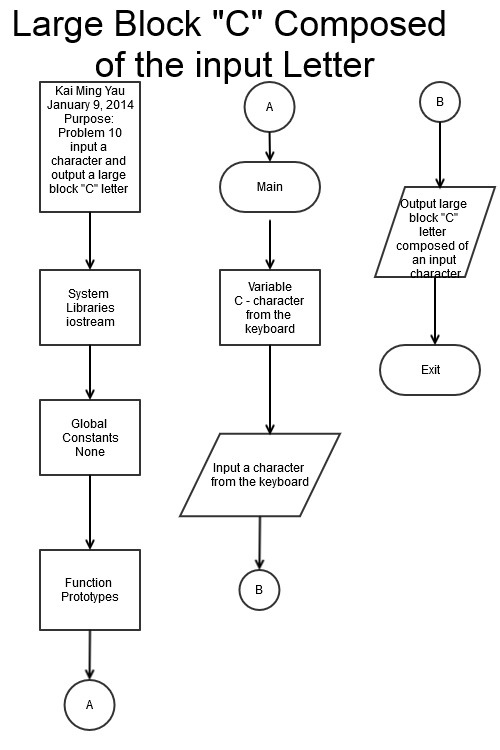 Large Block "C" Composed
of the input Letter
Kai Ming Yau
January 9, 2014
Purpose:
Problem 10
input a
character and
output a large
block "C" letter
System
Libraries
iostream
Global
Constants
None
Function
Prototypes
A
A
Main
Variable
C - character
from the
keyboard
Input a character
from the keyboard
B
B
Output large
block "C"
letter
composed of
an input
character
Exit